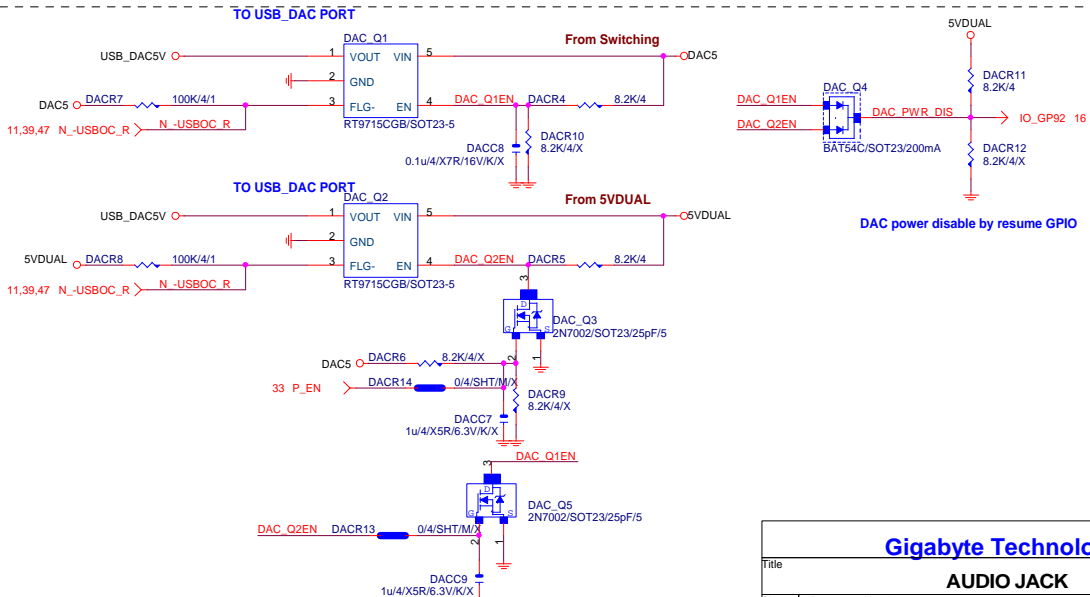 TO USB_DAC PORT
DAC_Q1
USB_DAC5V
1
VOUT
VIN
5
From Switching
DAC5
2
GND
DAC5
DACR7
100K/4/1
3
FLG-
EN
4
DAC_Q1EN
DACR4
8.2K/4
11,39,47 N_-USBOC_R
N_-USBOC_R
RT9715CGB/SOT23-5
DACC8
0.1u/4/X7R/16V/K/X
DACR10
8.2K/4/X
5VDUAL
DACR11
8.2K/4
DAC_Q4
DAC_Q1EN
DAC_Q2EN
DAC_PWR_DIS
IO_GP92 16
BAT54C/SOT23/200mA
DACR12
8.2K/4/X
DAC power disable by resume GPIO
TO USB_DAC PORT
DAC_Q2
USB_DAC5V
1
VOUT
VIN
5
From 5VDUAL
5VDUAL
2
GND
5VDUAL
DACR8
100K/4/1
3
FLG-
EN
4
DAC_Q2EN
DACR5
8.2K/4
11,39,47 N_-USBOC_R
N_-USBOC_R
RT9715CGB/SOT23-5
3
D
G
S
DAC_Q3
2N7002/SOT23/25pF/5
2
1
DAC5
DACR6
8.2K/4/X
33 P_EN
DACR14
0/4/SHT/M/X
DACR9
8.2K/4/X
DACC7
1u/4/X5R/6.3V/K/X
3
DAC_Q1EN
D
G
S
DAC_Q5
2N7002/SOT23/25pF/5
DAC_Q2EN
DACR13
0/4/SHT/M/X
2
1
DACC9
1u/4/X5R/6.3V/K/X
Gigabyte Technolo
Title
AUDIO JACK